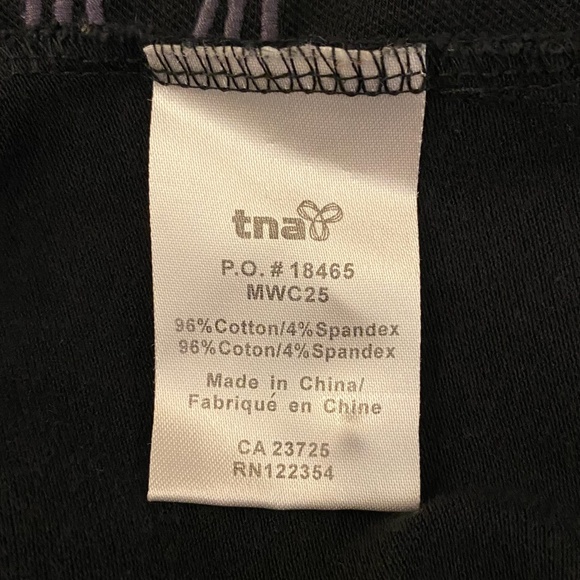 tna
P.O. # 18465
MWC25
96%Cotton/4%Spandex
96%Coton/4%Spandex
Made in China/
Fabriqué en Chine
CA 23725
RN122354